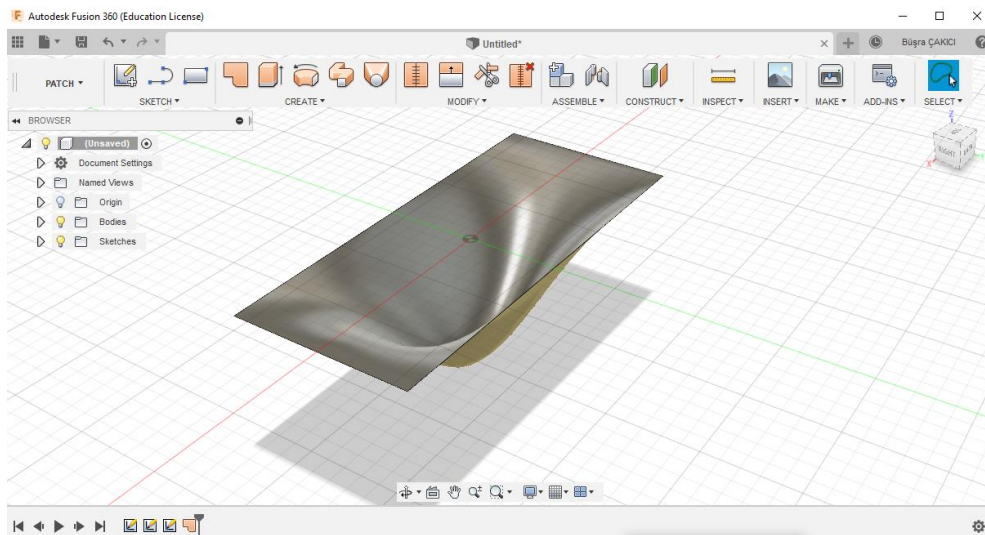 Autodesk Fusion 360 (Education License)
Untitled*
Büşra ÇAKICI
PATCH
SKETCH
CREATE
MODIFY
ASSEMBLE
CONSTRUCT
INSPECT
INSERT
MAKE
ADD-INS
SELECT
BROWSER
(Unsaved)
Document Settings
Named Views
Origin
Bodies
Sketches
Z
RIGHT
X